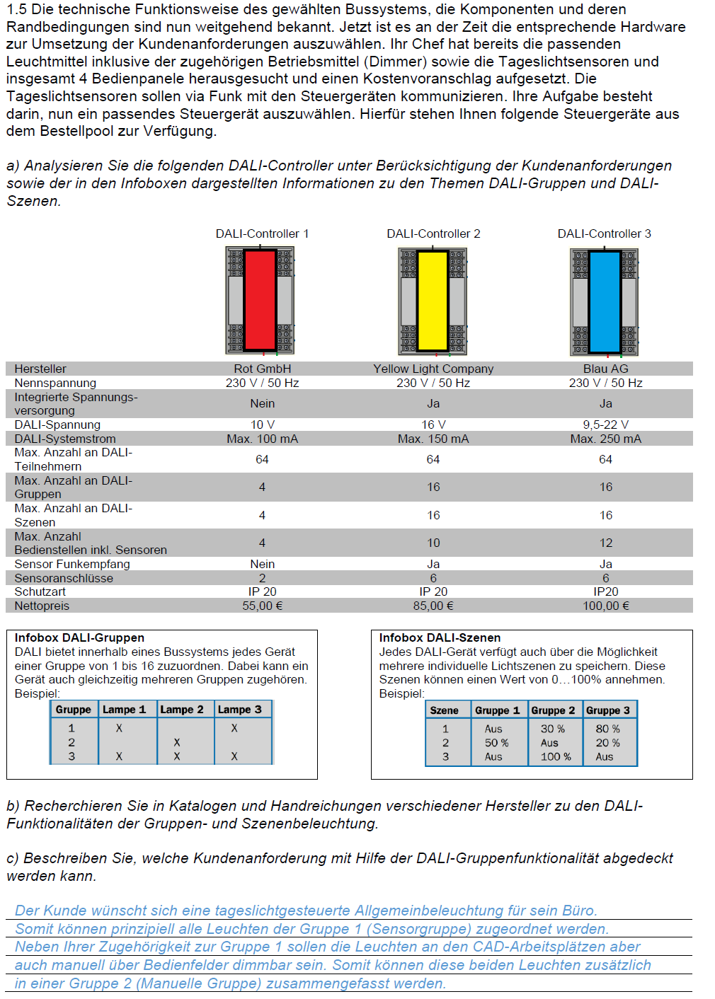 1.5 Die technische Funktionsweise des gewählten Bussystems, die Komponenten und deren
Randbedingungen sind nun weitgehend bekannt. Jetzt ist es an der Zeit die entsprechende Hardware
zur Umsetzung der Kundenanforderungen auszuwählen. Ihr Chef hat bereits die passenden
Leuchtmittel inklusive der zugehörigen Betriebsmittel (Dimmer) sowie die Tageslichtsensoren und
insgesamt 4 Bedienpanele herausgesucht und einen Kostenvoranschlag aufgesetzt. Die
Tageslichtsensoren sollen via Funk mit den Steuergeräten kommunizieren. Ihre Aufgabe besteht
darin, nun ein passendes Steuergerät auszuwählen. Hierfür stehen Ihnen folgende Steuergeräte aus
dem Bestellpool zur Verfügung.
a) Analysieren Sie die folgenden DALI-Controller unter Berücksichtigung der Kundenanforderungen
sowie der in den Infoboxen dargestellten Informationen zu den Themen DALI-Gruppen und DALI-
Szenen.
DALI-Controller 1 DALI-Controller 2 DALI-Controller 3
Hersteller Rot GmbH Yellow Light Company Blau AG
Nennspannung 230 V / 50 Hz 230 V / 50 Hz 230 V / 50 Hz
Integrierte Spannungs-
versorgung Nein Ja Ja
DALI-Spannung 10 V 16 V 9,5-22 V
DALI-Systemstrom Max. 100 mA Max. 150 mA Max. 250 mA
Max. Anzahl an DALI-
Teilnehmern 64 64 64
Max. Anzahl an DALI-
Gruppen 4 16 16
Max. Anzahl an DALI-
Szenen 4 16 16
Max. Anzahl
Bedienstellen inkl. Sensoren 4 10 12
Sensor Funkempfang Nein Ja Ja
Sensoranschlüsse 2 6 6
Schutzart IP 20 IP 20 IP20
Nettopreis 55,00 € 85,00 € 100,00 €
Infobox DALI-Gruppen
DALI bietet innerhalb eines Bussystems jedes Gerät
einer Gruppe von 1 bis 16 zuzuordnen. Dabei kann ein
Gerät auch gleichzeitig mehreren Gruppen zugehören.
Beispiel:
Gruppe Lampe 1 Lampe 2 Lampe 3
1 X X
2 X
3 X X X
Infobox DALI-Szenen
Jedes DALI-Gerät verfügt auch über die Möglichkeit
mehrere individuelle Lichtszenen zu speichern. Diese
Szenen können einen Wert von 0…100% annehmen.
Beispiel:
Szene Gruppe 1 Gruppe 2 Gruppe 3
1 Aus 30 % 80 %
2 50 % Aus 20 %
3 Aus 100 % Aus
b) Recherchieren Sie in Katalogen und Handreichungen verschiedener Hersteller zu den DALI-
Funktionalitäten der Gruppen- und Szenenbeleuchtung.
c) Beschreiben Sie, welche Kundenanforderung mit Hilfe der DALI-Gruppenfunktionalität abgedeckt
werden kann.
Der Kunde wünscht sich eine tageslichtgesteuerte Allgemeinbeleuchtung für sein Büro.
Somit können prinzipiell alle Leuchten der Gruppe 1 (Sensorgruppe) zugeordnet werden.
Neben Ihrer Zugehörigkeit zur Gruppe 1 sollen die Leuchten an den CAD-Arbeitsplätzen aber
auch manuell über Bedienfelder dimmbar sein. Somit können diese beiden Leuchten zusätzlich
in einer Gruppe 2 (Manuelle Gruppe) zusammengefasst werden.